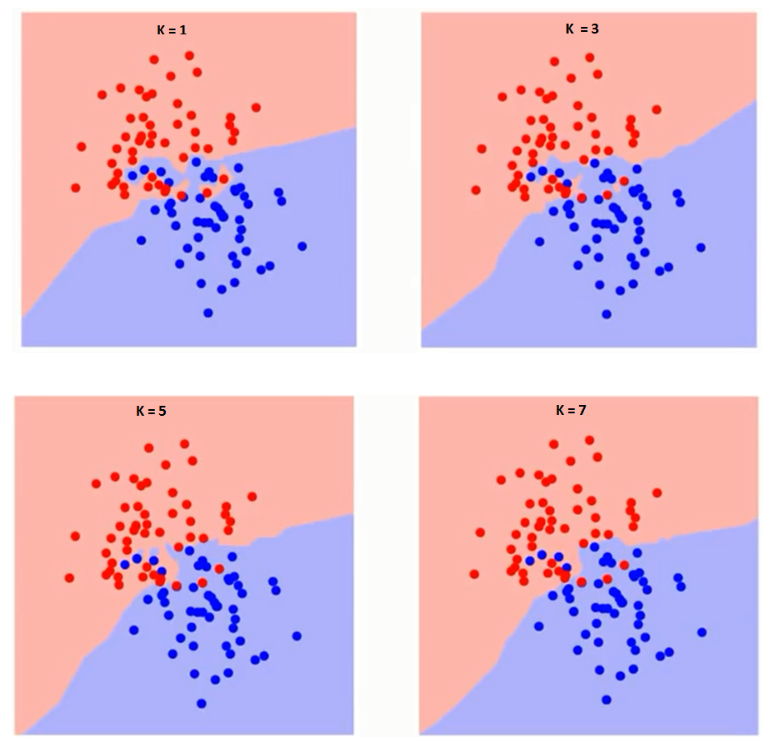 K = 1
K = 3
K = 5
K = 7